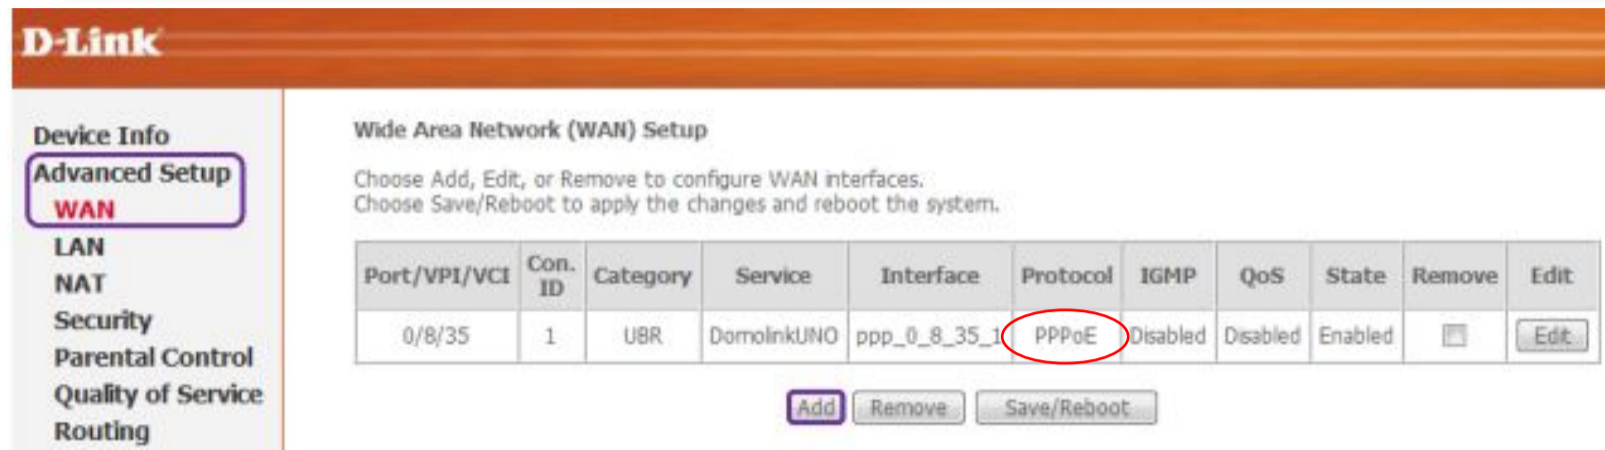 D-Link
Device Info
Advanced Setup
WAN
LAN
NAT
Security
Parental Control
Quality of Service
Routing
Wide Area Network (WAN) Setup
Choose Add, Edit, or Remove to configure WAN interfaces.
Choose Save/Reboot to apply the changes and reboot the system.
Port/VPI/VCI Con. ID Category Service Interface Protocol IGMP QoS State Remove Edit
0/8/35 1 UBR DomolinkUNO ppp_0_8_35_1 PPPoE Disabled Disabled Enabled Edit
Add Remove Save/Reboot